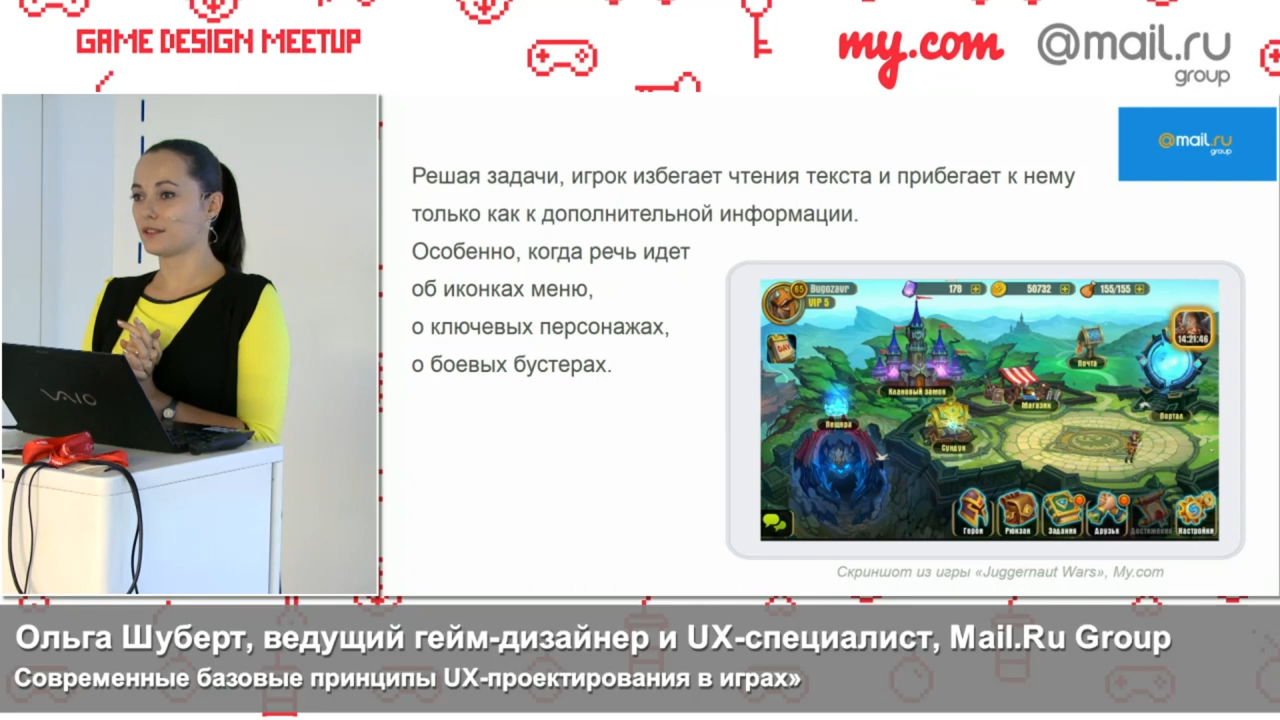 GAME DESIGN MEETUP
my.com
@mail.ru
group
@mail.ru
group
Решая задачи, игрок избегает чтения текста и прибегает к нему
только как к дополнительной информации.
Особенно, когда речь идет
об иконках меню,
о ключевых персонажах,
о боевых бустерах.
65 Bugozavr
VIP 5
178
50732
155/155
DAY
14:21:46
Почта
Клановый замок
Магазин
Портал
Пещера
Сундук
Герои
Рюкзак
Задания
Друзья
Достижения
Настройки
Скриншот из игры «Juggernaut Wars», My.com
VAIO
Ольга Шуберт, ведущий гейм-дизайнер и UX-специалист, Mail.Ru Group
Современные базовые принципы UX-проектирования в играх»